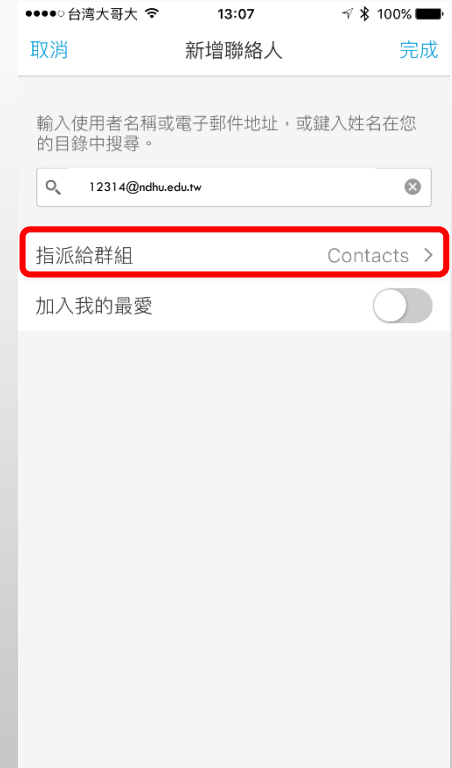 台湾大哥大 13:07 100%
取消 新增聯絡人 完成
輸入使用者名稱或電子郵件地址，或鍵入姓名在您
的目錄中搜尋。
12314@ndhu.edu.tw
指派給群組 Contacts
加入我的最愛